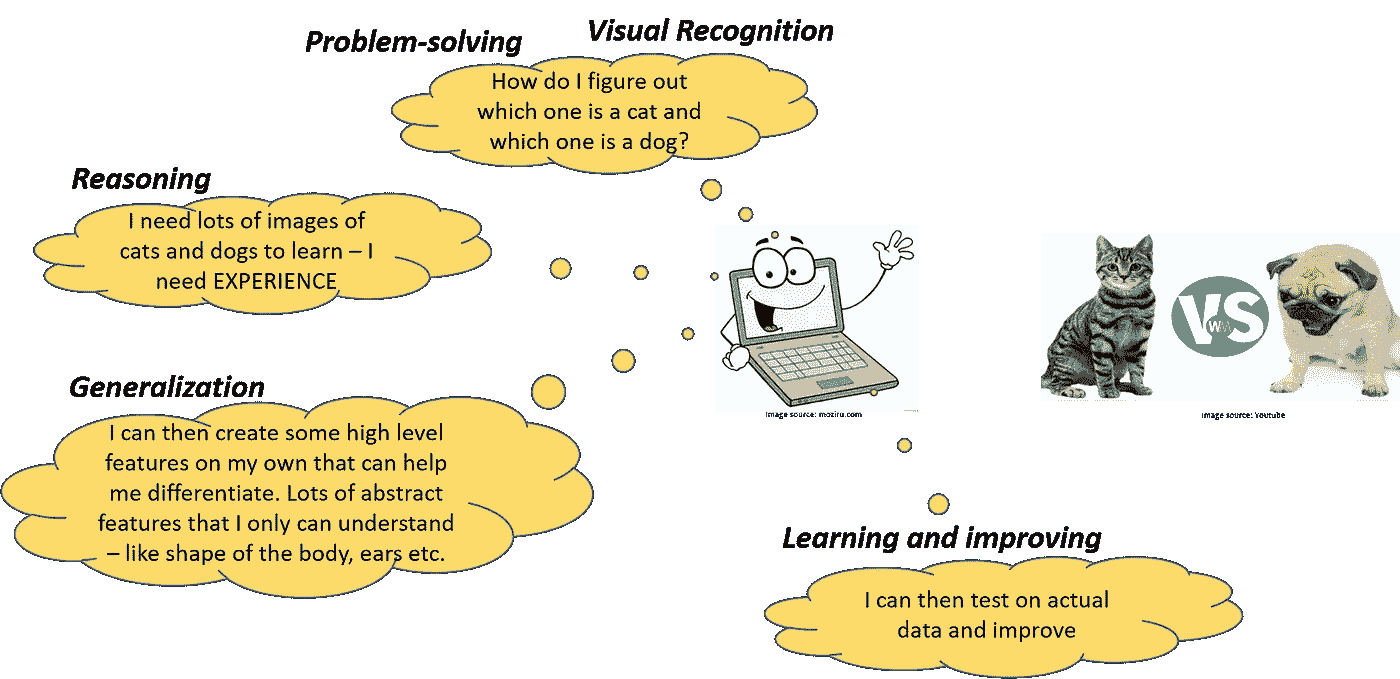 Problem-solving
Visual Recognition
How do I figure out
which one is a cat and
which one is a dog?
Reasoning
I need lots of images of
cats and dogs to learn – I
need EXPERIENCE
VS
Image source: moziru.com
Image source: Youtube
Generalization
I can then create some high level
features on my own that can help
me differentiate. Lots of abstract
features that I only can understand
– like shape of the body, ears etc.
Learning and improving
I can then test on actual
data and improve